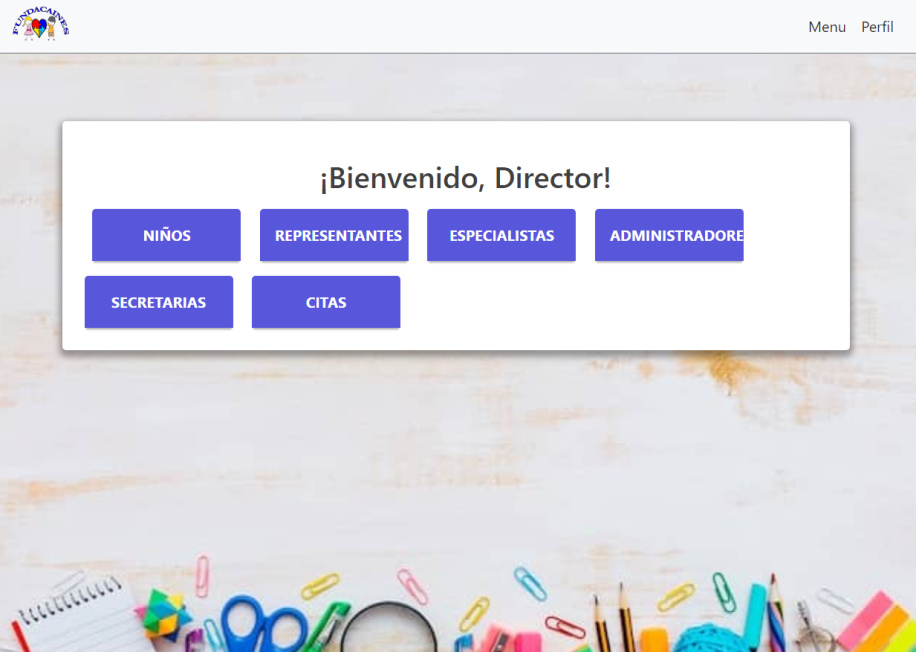 FUNDACAINES
Menu Perfil
¡Bienvenido, Director!
NIÑOS REPRESENTANTES ESPECIALISTAS ADMINISTRADORE
SECRETARIAS CITAS